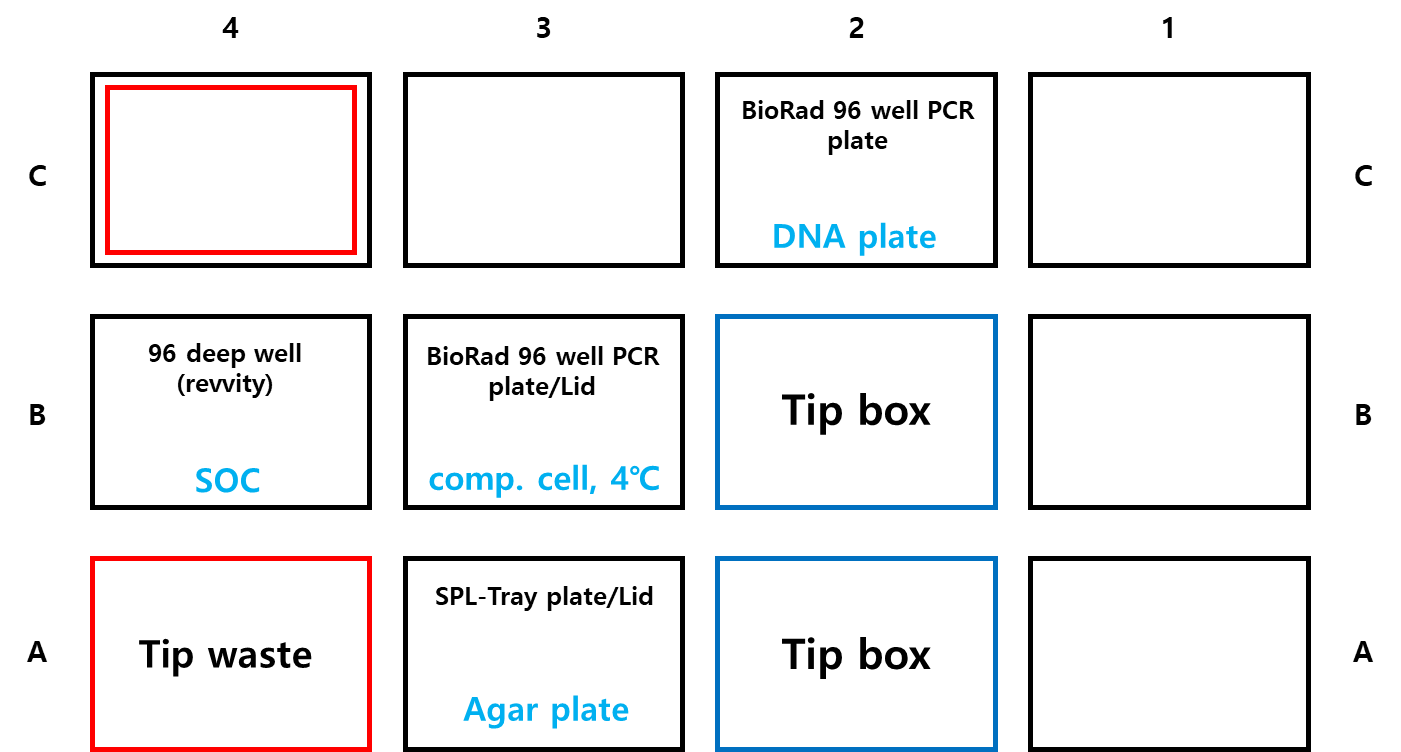 4 3 2 1
C
BioRad 96 well PCR
plate
DNA plate
C
B
96 deep well
(revvity)
SOC
BioRad 96 well PCR
plate/Lid
comp. cell, 4℃
Tip box
B
A
Tip waste
SPL-Tray plate/Lid
Agar plate
Tip box
A